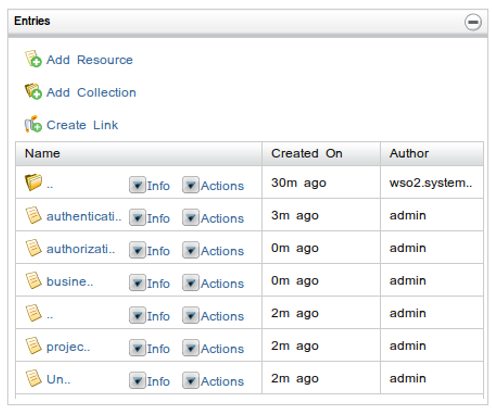 Entries
Add Resource
Add Collection
Create Link
Name Created On Author
.. Info Actions 30m ago wso2.system..
authenticati.. Info Actions 3m ago admin
authorizati.. Info Actions 0m ago admin
busine.. Info Actions 0m ago admin
.. Info Actions 2m ago admin
projec.. Info Actions 2m ago admin
Un.. Info Actions 2m ago admin